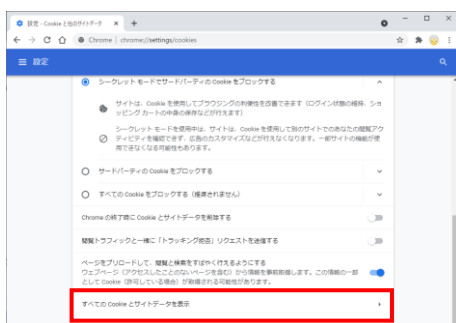 設定 - Cookie と他のサイトデータ
Chrome | chrome://settings/cookies
設定
シークレット モードでサードパーティの Cookie をブロックする
サイトは、Cookie を使用してブラウジングの利便性を改善できます（ログイン状態の維持、ショ
ッピング カートの中身の保存などが行えます）
シークレット モードを使用中は、サイトは、Cookie を使用して別のサイトでのあなたの閲覧アク
ティビティを確認できず、広告のカスタマイズなどが行えなくなります。一部サイトの機能が使
用できなくなる可能性もあります。
サードパーティの Cookie をブロックする
すべての Cookie をブロックする（推奨されません）
Chrome の終了時に Cookie とサイトデータを削除する
閲覧トラフィックと一緒に「トラッキング拒否」リクエストを送信する
ページをプリロードして、閲覧と検索をすばやく行えるようにする
ウェブページ（アクセスしたことのないページを含む）から情報を事前取得します。この情報の一部
として Cookie（許可している場合）が取得される可能性があります。
すべての Cookie とサイトデータを表示